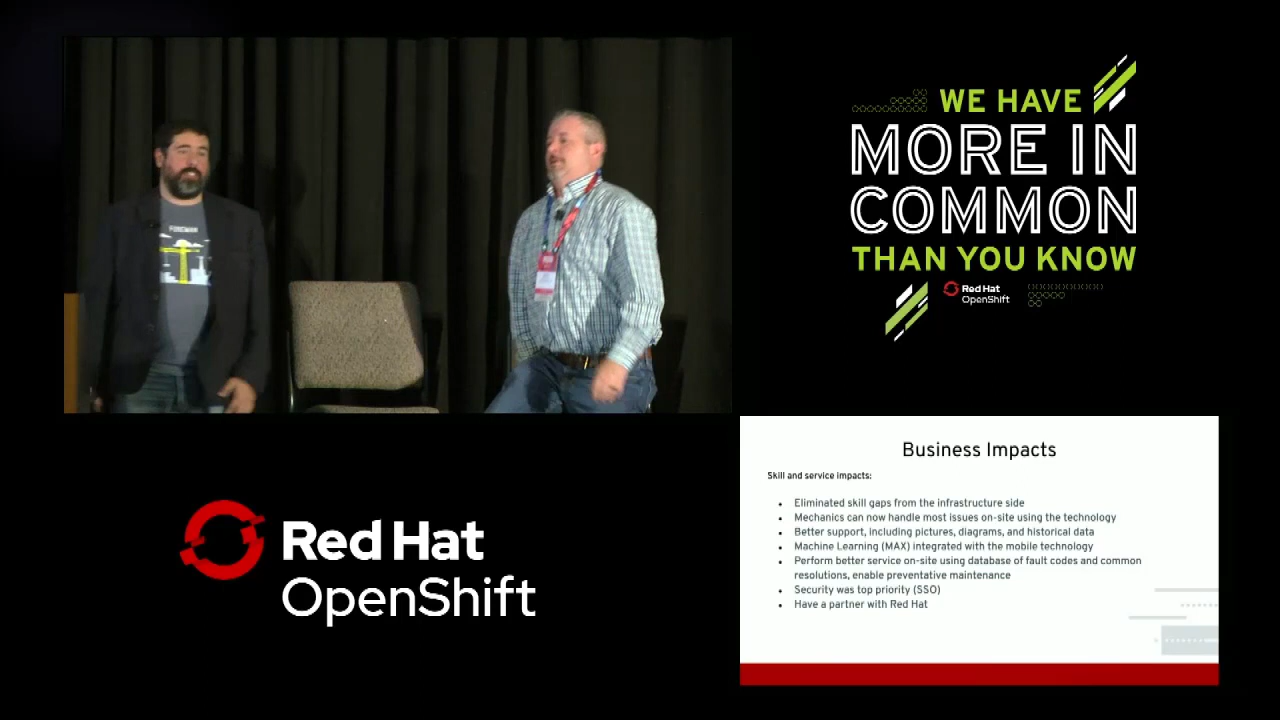 FOREMAN
WE HAVE
MORE IN
COMMON
THAN YOU KNOW
Red Hat
OpenShift
Red Hat
OpenShift
Business Impacts
Skill and service impacts:
• Eliminated skill gaps from the infrastructure side
• Mechanics can now handle most issues on-site using the technology
• Better support, including pictures, diagrams, and historical data
• Machine Learning (MAX) integrated with the mobile technology
• Perform better service on-site using database of fault codes and common
resolutions, enable preventative maintenance
• Security was top priority (SSO)
• Have a partner with Red Hat